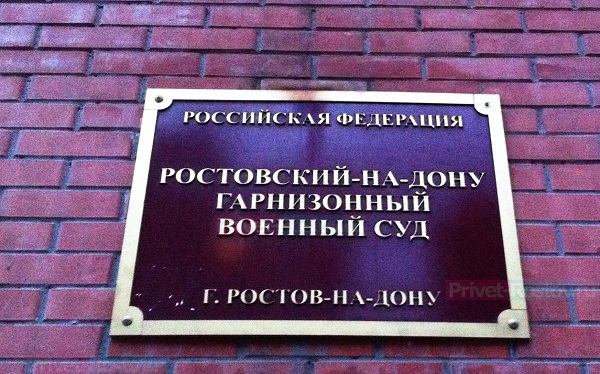 РОССИЙСКАЯ ФЕДЕРАЦИЯ
РОСТОВСКИЙ-НА-ДОНУ
ГАРНИЗОННЫЙ
ВОЕННЫЙ СУД
Г. РОСТОВ-НА-ДОНУ